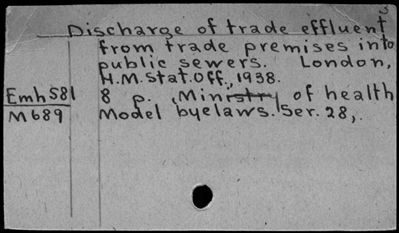 Discharge of trade effluent
from trade premises into
public sewers. London,
H.M.Stat.Off., 1938.
Emh581 8 p. (Ministry of health
M689 Model byelaws. Ser. 28,.